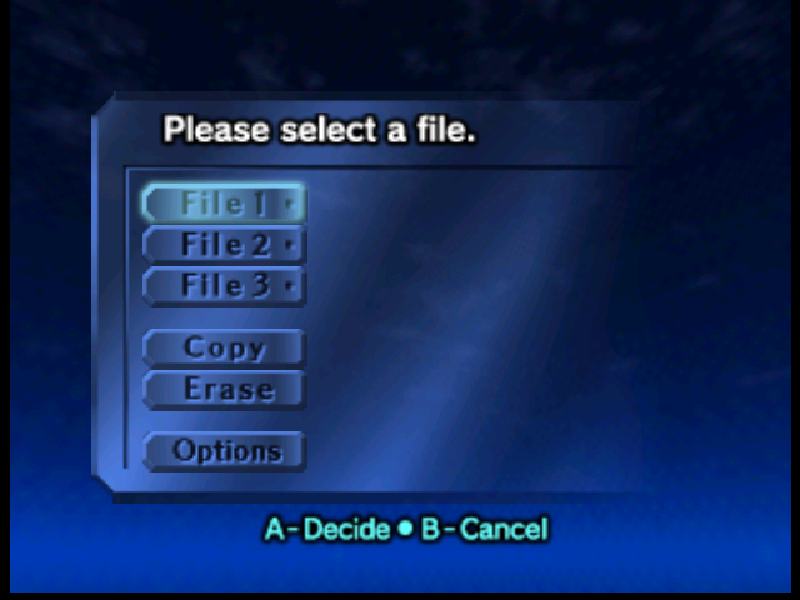 Please select a file.
File 1
File 2
File 3
Copy
Erase
Options
A-Decide • B-Cancel